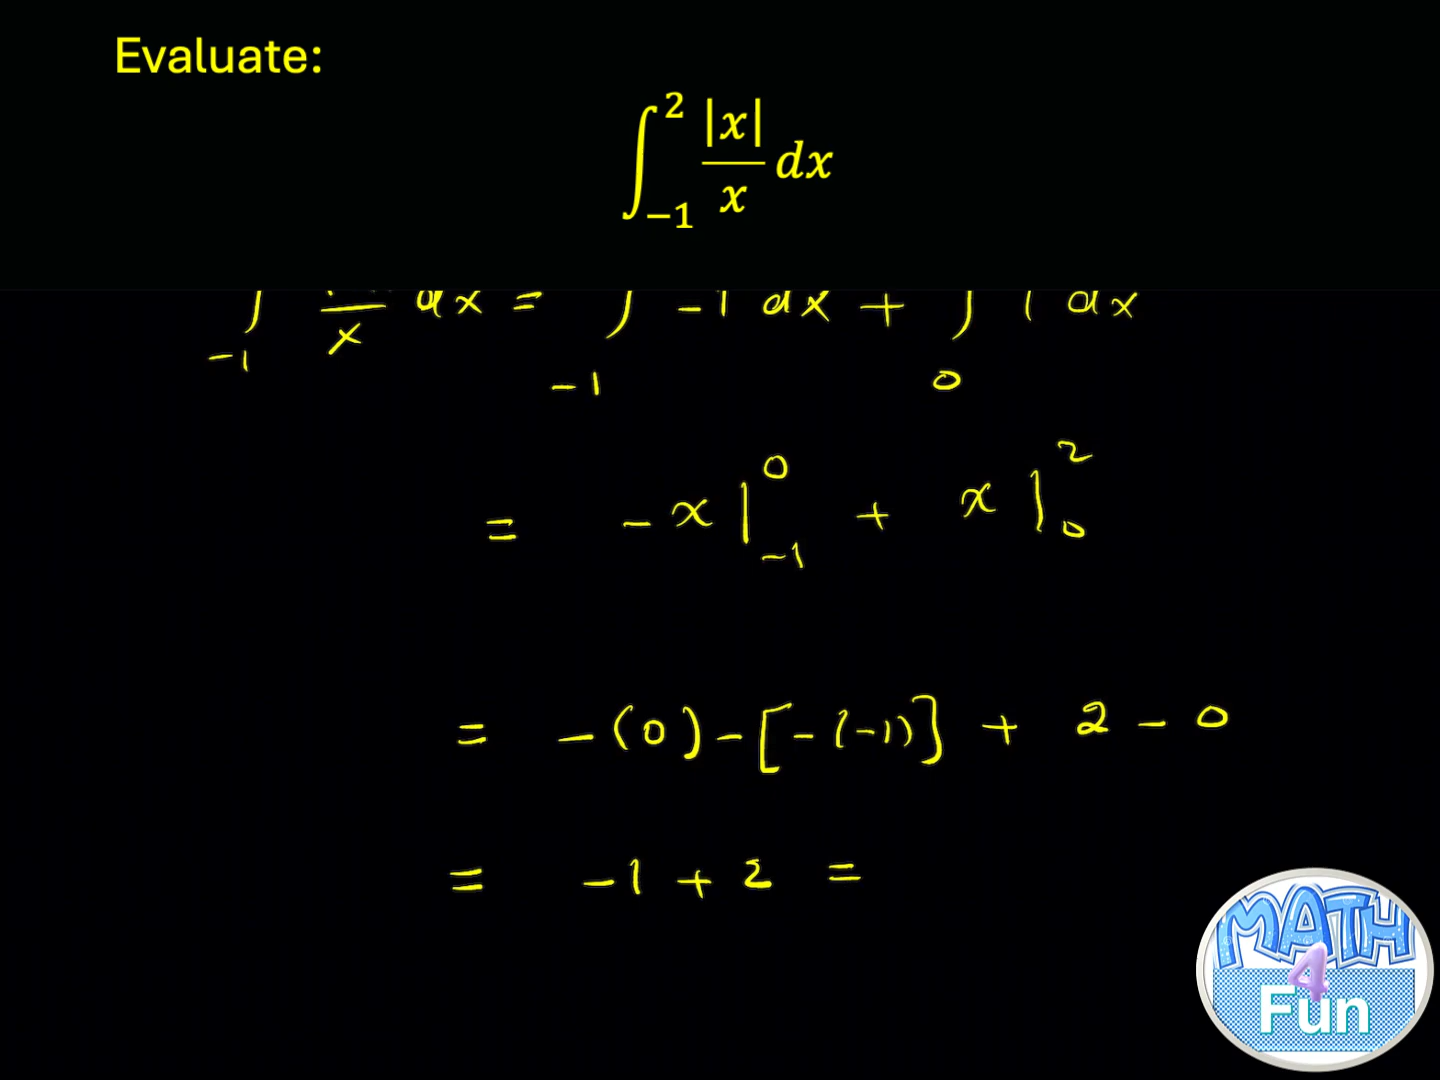 Evaluate:
∫_{-1}^{2} |x|/x dx
∫_{-1} /x dx = ∫_{-1} -1 dx + ∫_{0} 1 dx
= -x|_{-1}^{0} + x|_{0}^{2}
= -(0)-[-(-1)] + 2 - 0
= -1 + 2 =
MATH
4
Fun